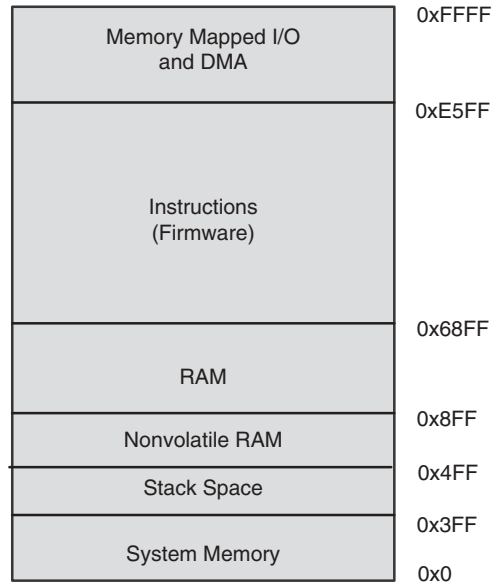 0xFFFF
Memory Mapped I/O
and DMA
0xE5FF
Instructions
(Firmware)
0x68FF
RAM
0x8FF
Nonvolatile RAM
0x4FF
Stack Space
0x3FF
System Memory
0x0